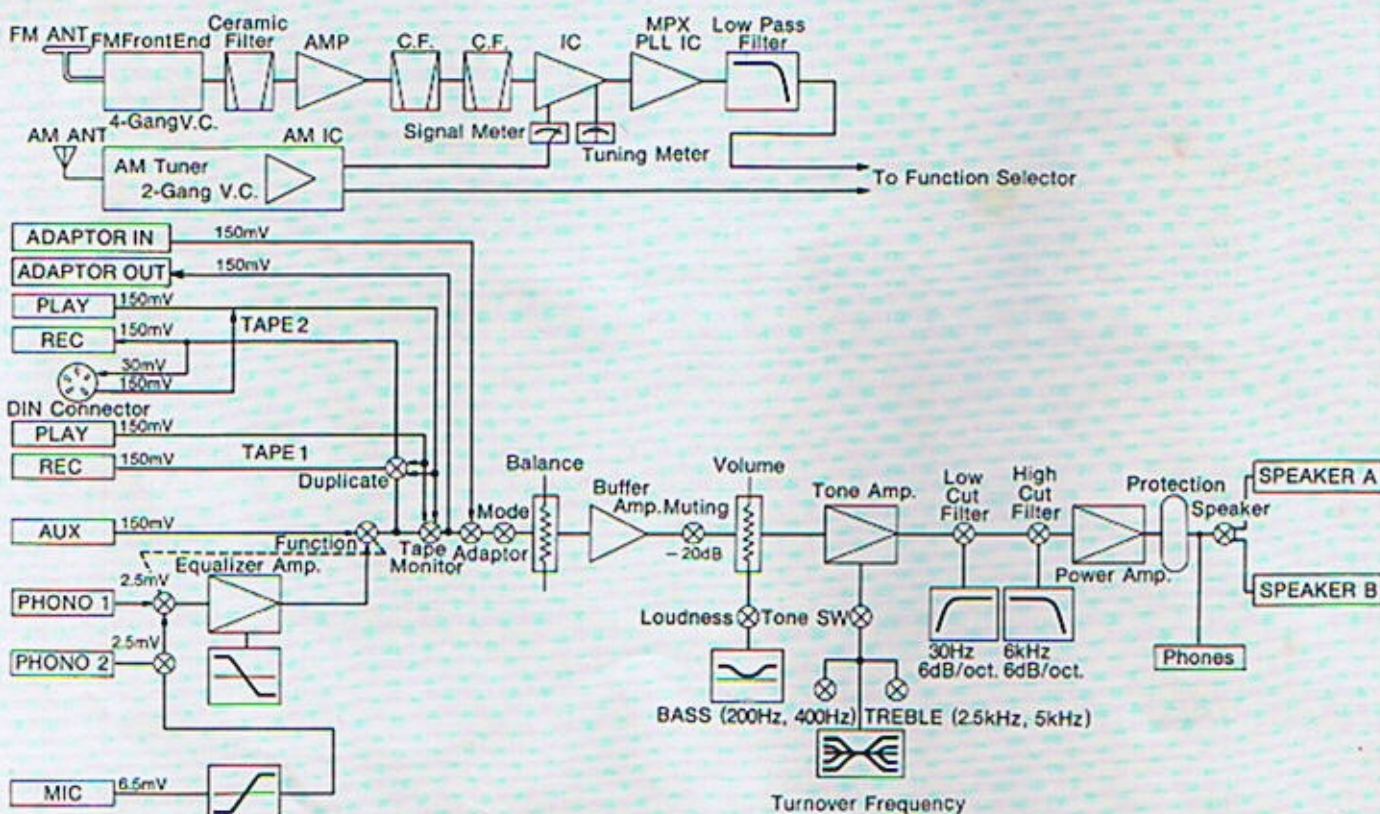 FM ANT
FMFrontEnd
Ceramic
Filter
AMP
C.F.
C.F.
IC
MPX
PLL IC
Low Pass
Filter
4-GangV.C.
AM ANT
AM IC
Signal Meter
Tuning Meter
AM Tuner
2-Gang V.C.
To Function Selector
ADAPTOR IN
150mV
ADAPTOR OUT
150mV
PLAY
150mV
TAPE2
REC
150mV
30mV
150mV
DIN Connector
PLAY
150mV
TAPE1
REC
150mV
Duplicate
AUX
150mV
Function
Tape
Monitor
Mode
Adaptor
Balance
Buffer
Amp.
Muting
-20dB
Volume
Tone Amp.
Low
Cut
Filter
High
Cut
Filter
Protection
Speaker
SPEAKER A
SPEAKER B
Power Amp.
Equalizer Amp.
2.5mV
PHONO 1
2.5mV
PHONO 2
Loudness
Tone SW
30Hz
6dB/oct.
6kHz
6dB/oct.
Phones
BASS (200Hz, 400Hz)
TREBLE (2.5kHz, 5kHz)
MIC
6.5mV
Turnover Frequency